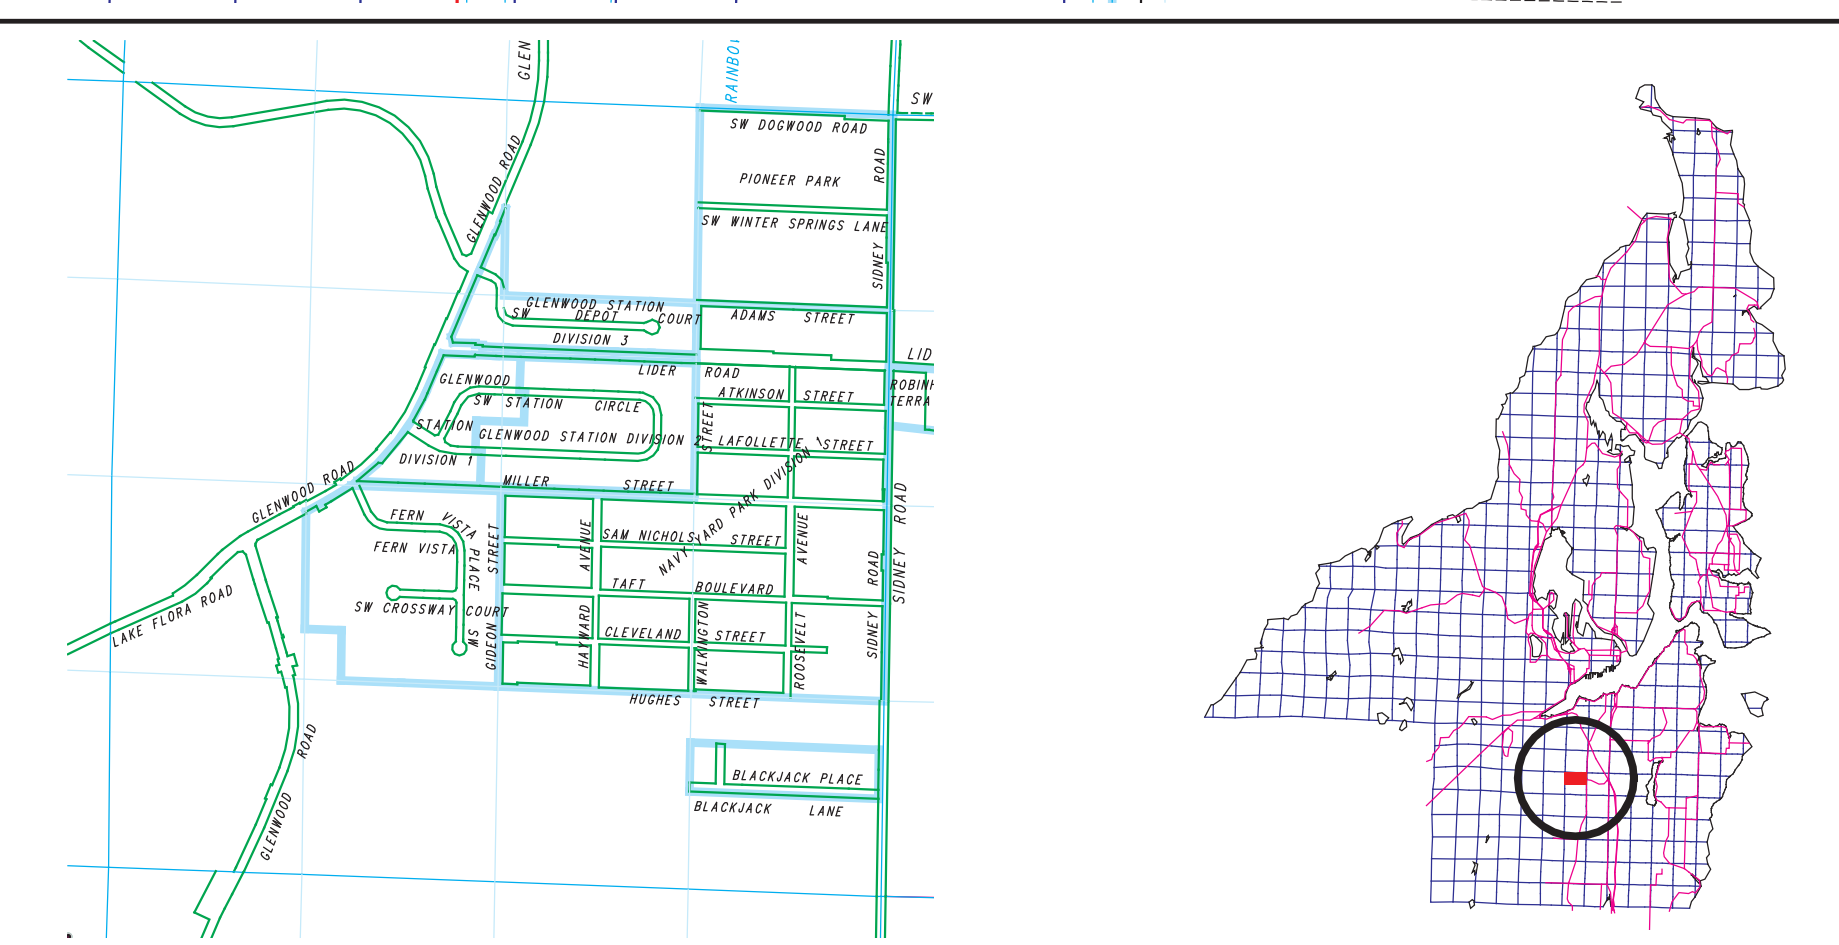 GLEN
SW
SW DOGWOOD ROAD
ROAD
PIONEER PARK
GLENWOOD ROAD
SW WINTER SPRINGS LANE
SIDNEY
GLENWOOD STATION
SW DEPOT COURT
ADAMS STREET
DIVISION 3
LID
LIDER ROAD
GLENWOOD
ATKINSON STREET
TERRA
SW STATION CIRCLE
STREET
STATION
GLENWOOD STATION DIVISION 2
LAFOLLETTE STREET
DIVISION 1
GLENWOOD ROAD
MILLER STREET
NAVY YARD PARK DIVISION
SIDNEY ROAD
FERN VISTA PLACE SW
FERN VISTA
GIDEON STREET
HAYWARD AVENUE
SAM NICHOLS STREET
ROOSEVELT AVENUE
SIDNEY ROAD
TAFT BOULEVARD
LAKE FLORA ROAD
SW CROSSWAY COURT
WALKINGTON
CLEVELAND STREET
HUGHES STREET
GLENWOOD ROAD
BLACKJACK PLACE
BLACKJACK LANE